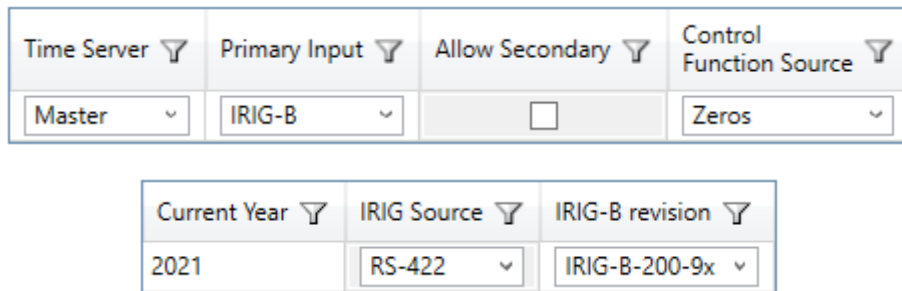 Time Server Primary Input Allow Secondary Control
Function Source
Master IRIG-B Zeros
Current Year IRIG Source IRIG-B revision
2021 RS-422 IRIG-B-200-9x